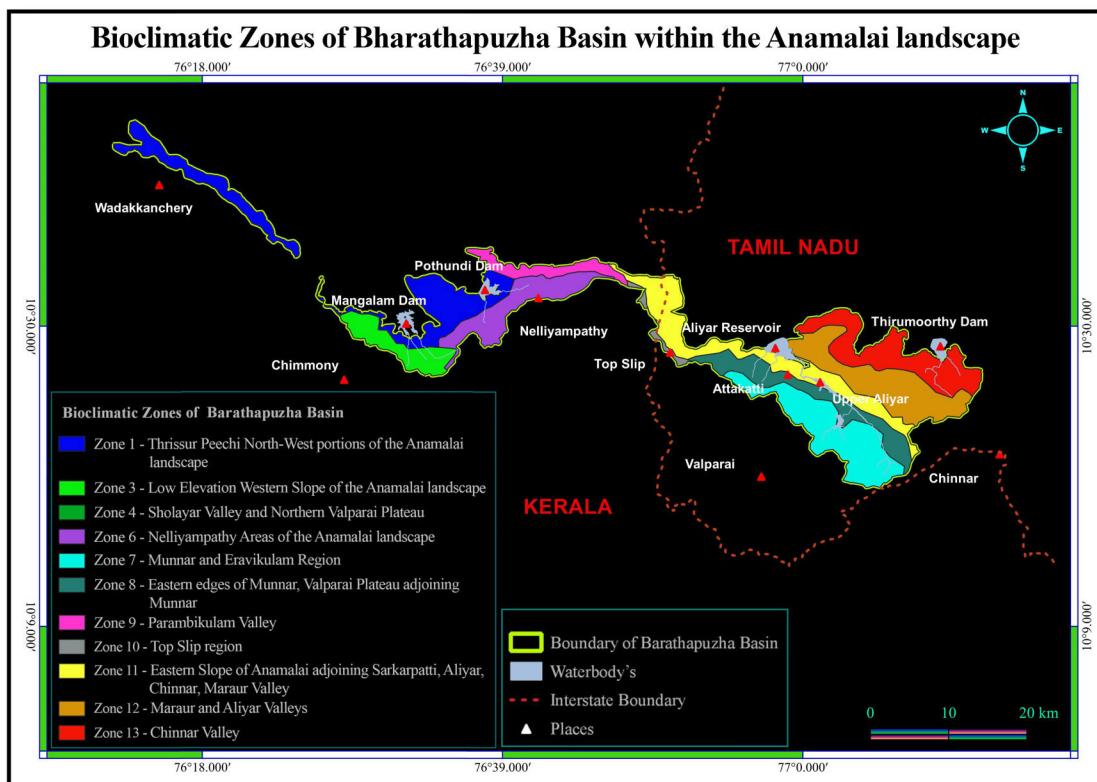 Bioclimatic Zones of Bharathapuzha Basin within the Anamalai landscape
76°18.000'
76°39.000'
77°0.000'
N
W
E
S
Wadakkanchery
TAMIL NADU
Pothundi Dam
Mangalam Dam
10°30.000'
10°30.000'
Aliyar Reservoir
Thirumoorthy Dam
Nelliyampathy
Chimmony
Top Slip
Attakatti
Upper Aliyar
Valparai
Chinnar
KERALA
Bioclimatic Zones of Barathapuzha Basin
Zone 1 - Thrissur Peechi North-West portions of the Anamalai
landscape
Zone 3 - Low Elevation Western Slope of the Anamalai landscape
Zone 4 - Sholayar Valley and Northern Valparai Plateau
Zone 6 - Nelliyampathy Areas of the Anamalai landscape
Zone 7 - Munnar and Eravikulam Region
Zone 8 - Eastern edges of Munnar, Valparai Plateau adjoining
Munnar
Zone 9 - Parambikulam Valley
Zone 10 - Top Slip region
Zone 11 - Eastern Slope of Anamalai adjoining Sarkarpatti, Aliyar,
Chinnar, Maraur Valley
Zone 12 - Maraur and Aliyar Valleys
Zone 13 - Chinnar Valley
Boundary of Barathapuzha Basin
Waterbody's
Interstate Boundary
Places
10°9.000'
10°9.000'
0 10 20 km
76°18.000'
76°39.000'
77°0.000'